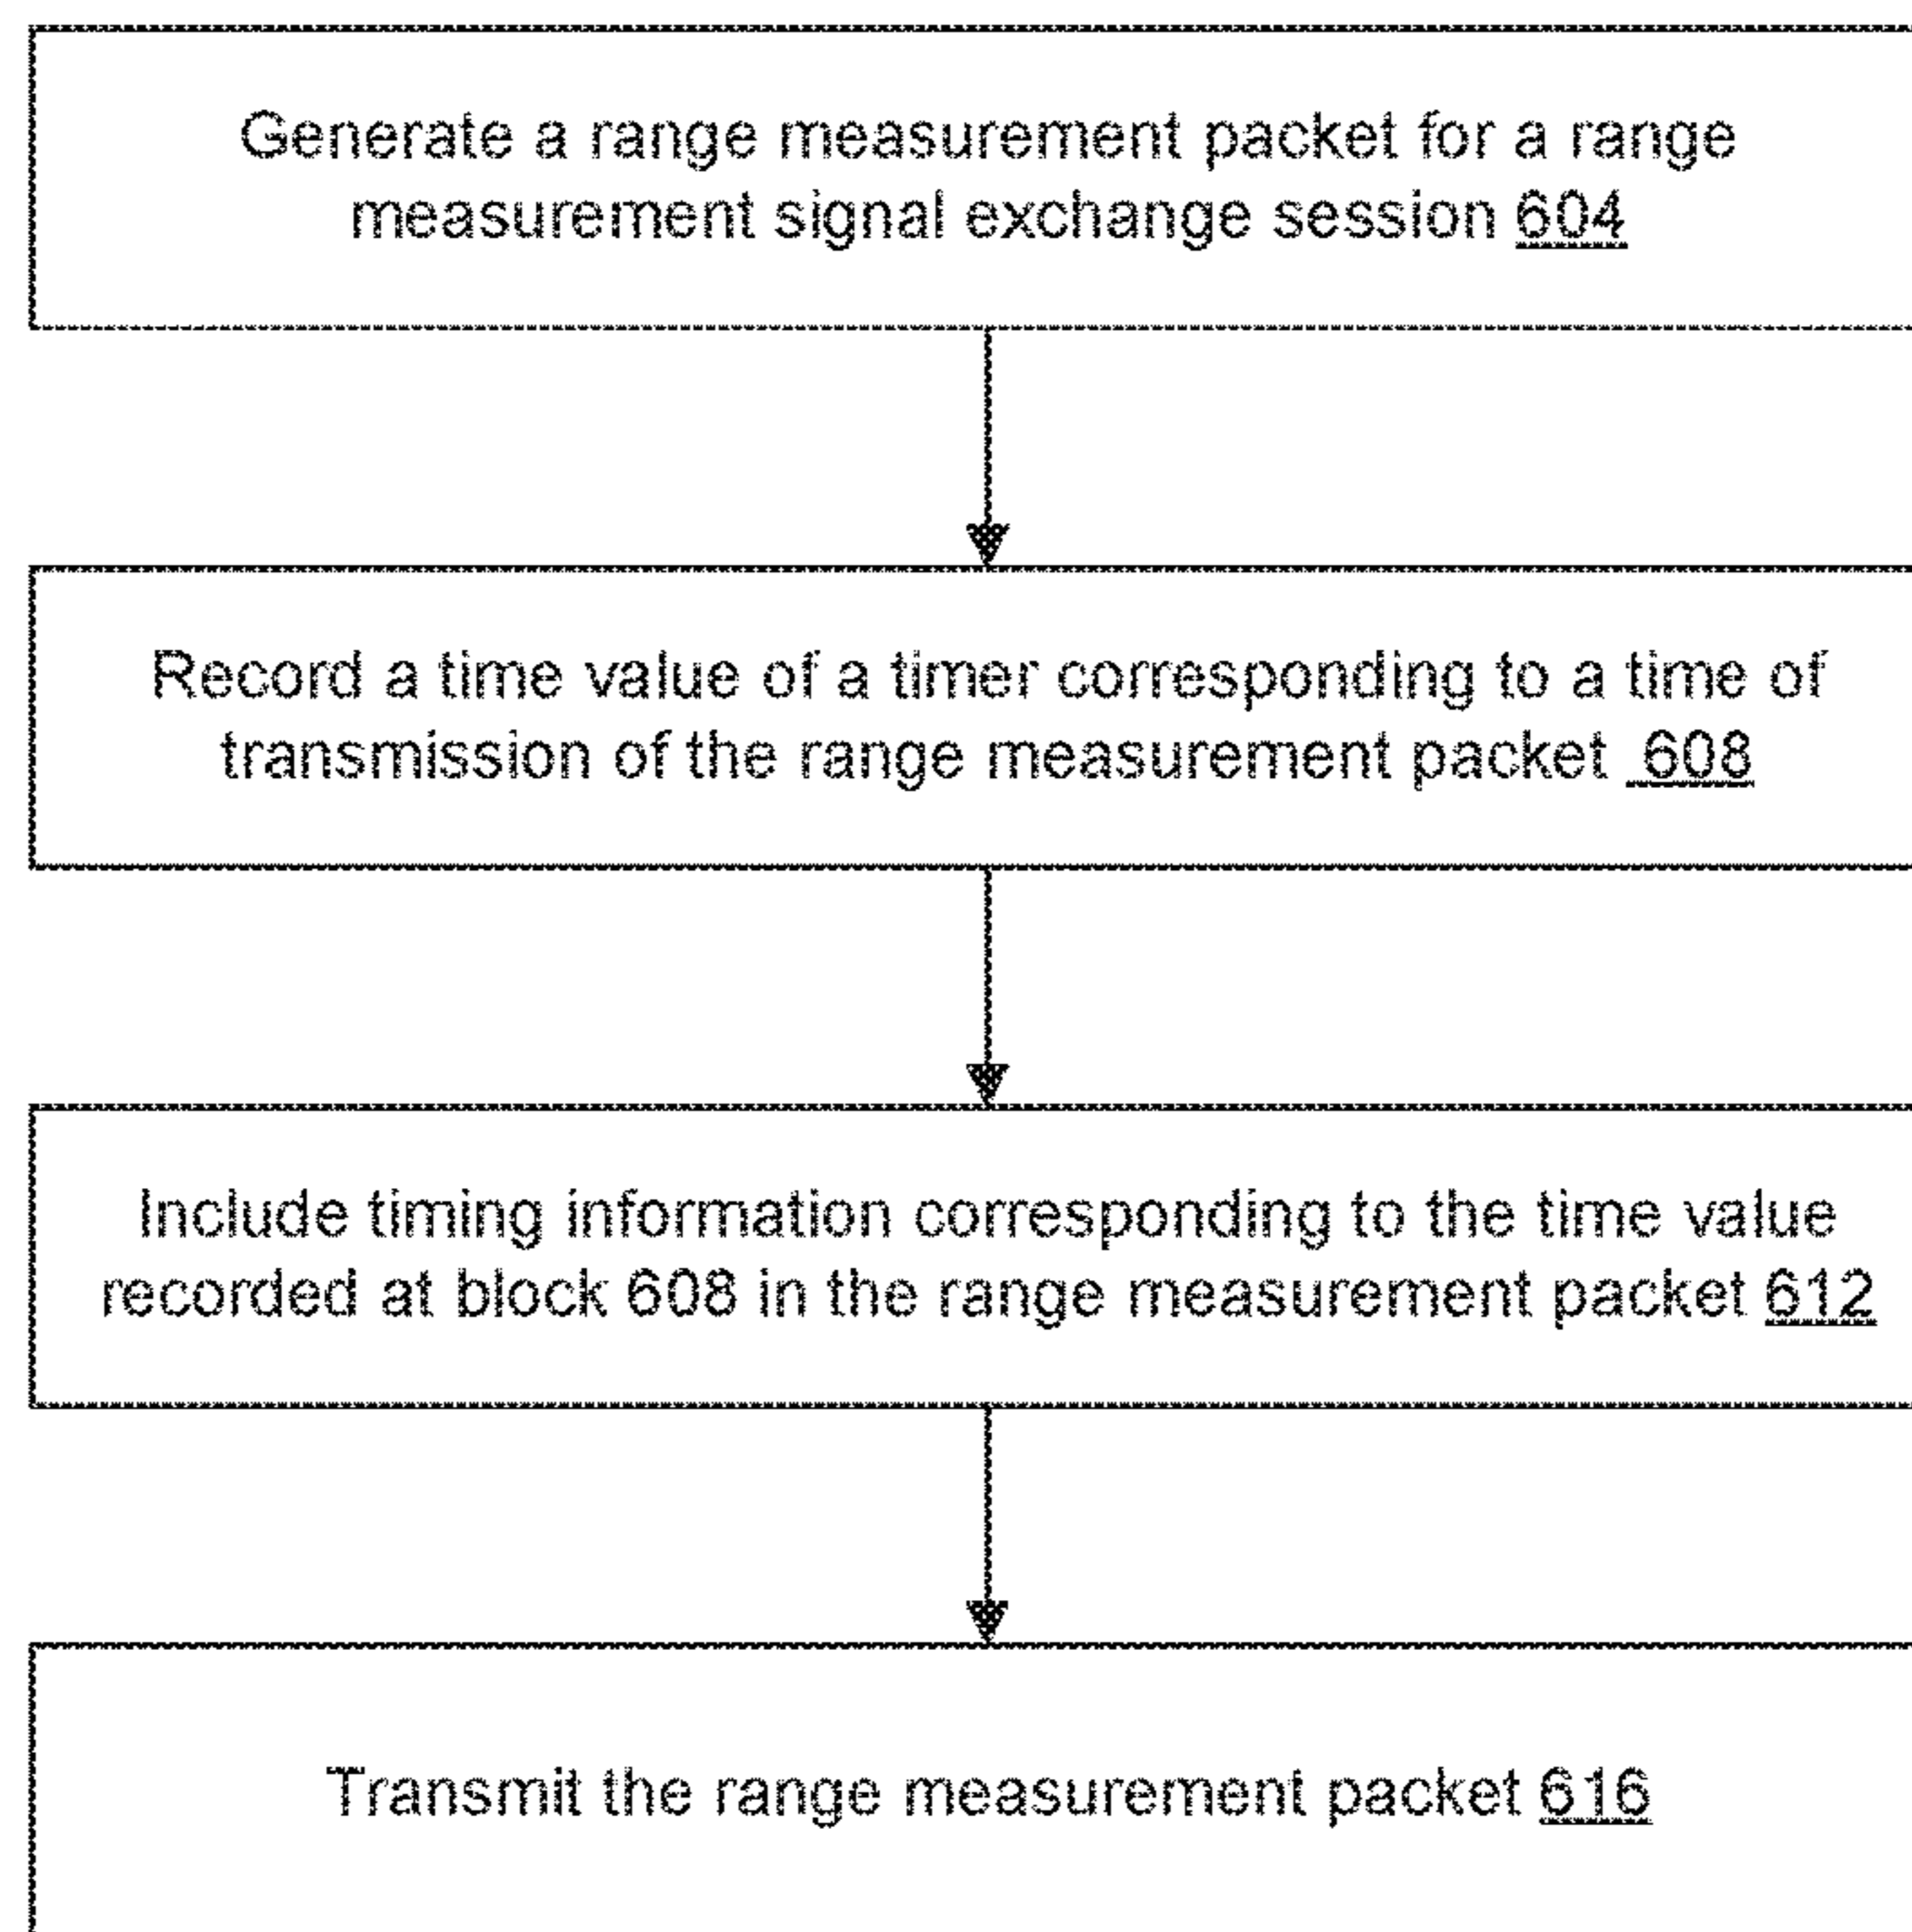 Generate a range measurement packet for a range
measurement signal exchange session 604
Record a time value of a timer corresponding to a time of
transmission of the range measurement packet 608
Include timing information corresponding to the time value
recorded at block 608 in the range measurement packet 612
Transmit the range measurement packet 616